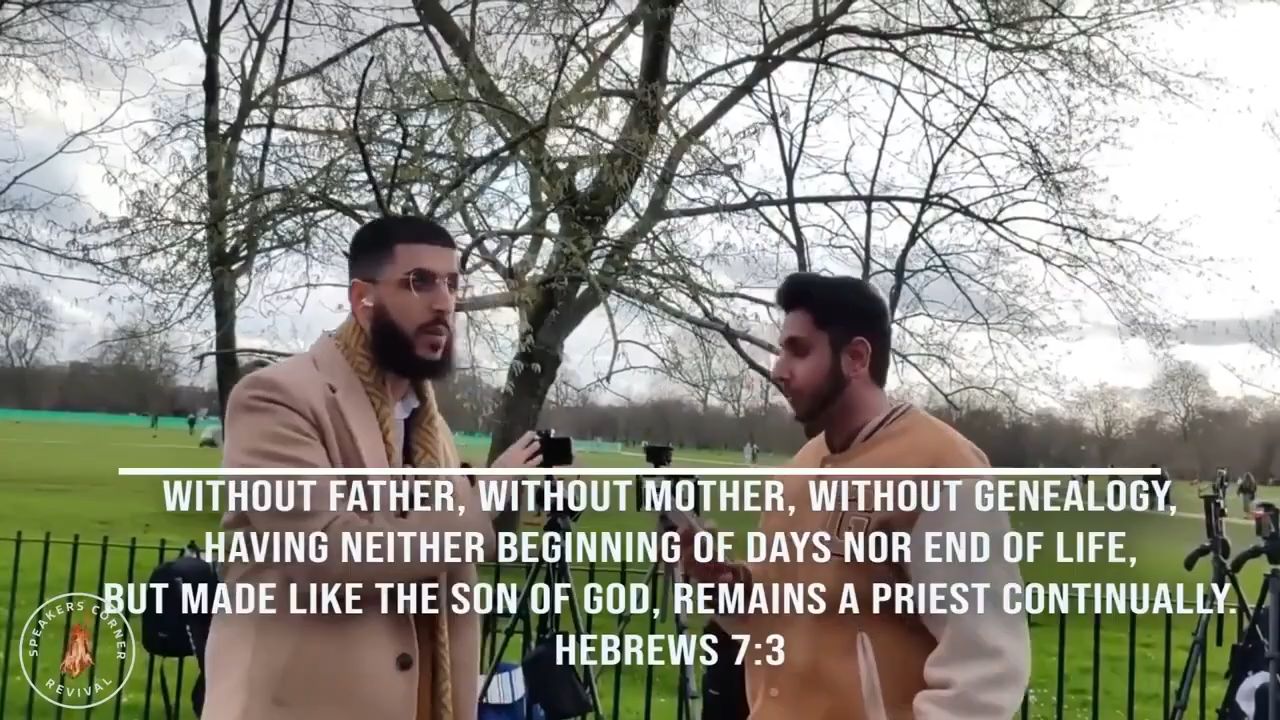 WITHOUT FATHER, WITHOUT MOTHER, WITHOUT GENEALOGY,
HAVING NEITHER BEGINNING OF DAYS NOR END OF LIFE,
BUT MADE LIKE THE SON OF GOD, REMAINS A PRIEST CONTINUALLY.
HEBREWS 7:3
SPEAKERS CORNER
REVIVAL